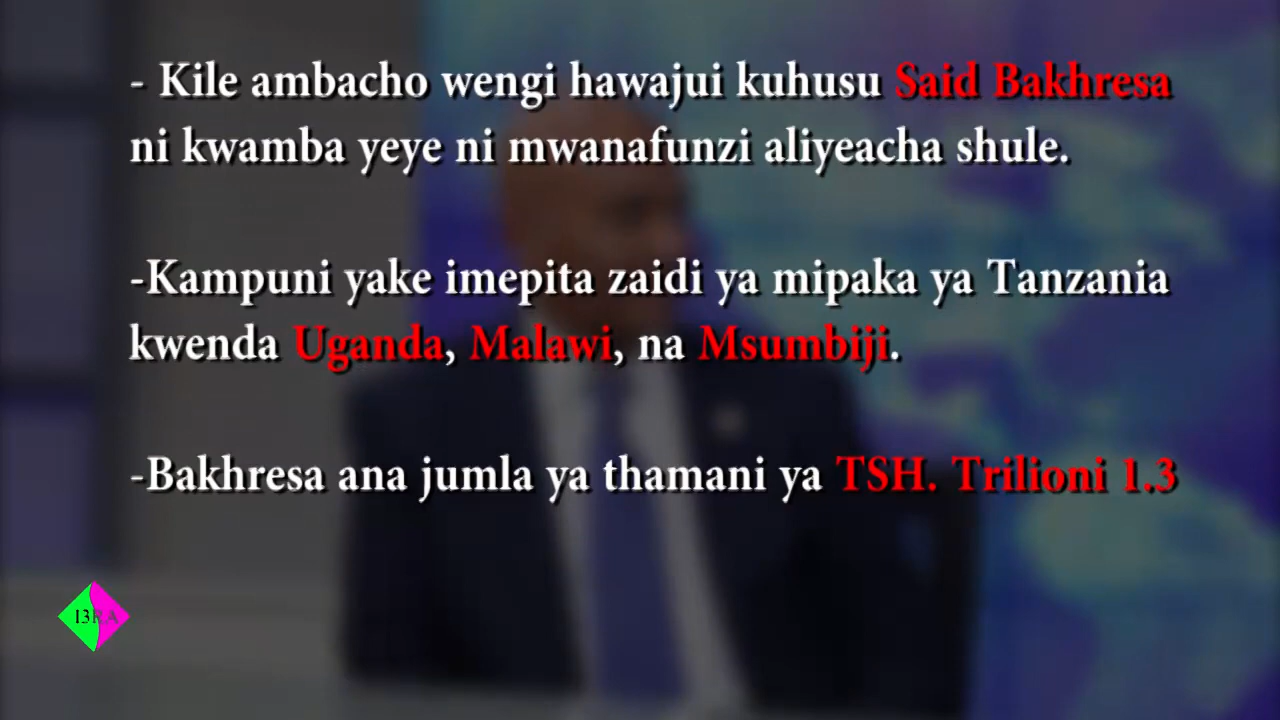 - Kile ambacho wengi hawajui kuhusu Said Bakhresa
ni kwamba yeye ni mwanafunzi aliyeacha shule.
-Kampuni yake imepita zaidi ya mipaka ya Tanzania
kwenda Uganda, Malawi, na Msumbiji.
-Bakhresa ana jumla ya thamani ya TSH. Trilioni 1.3
13RA